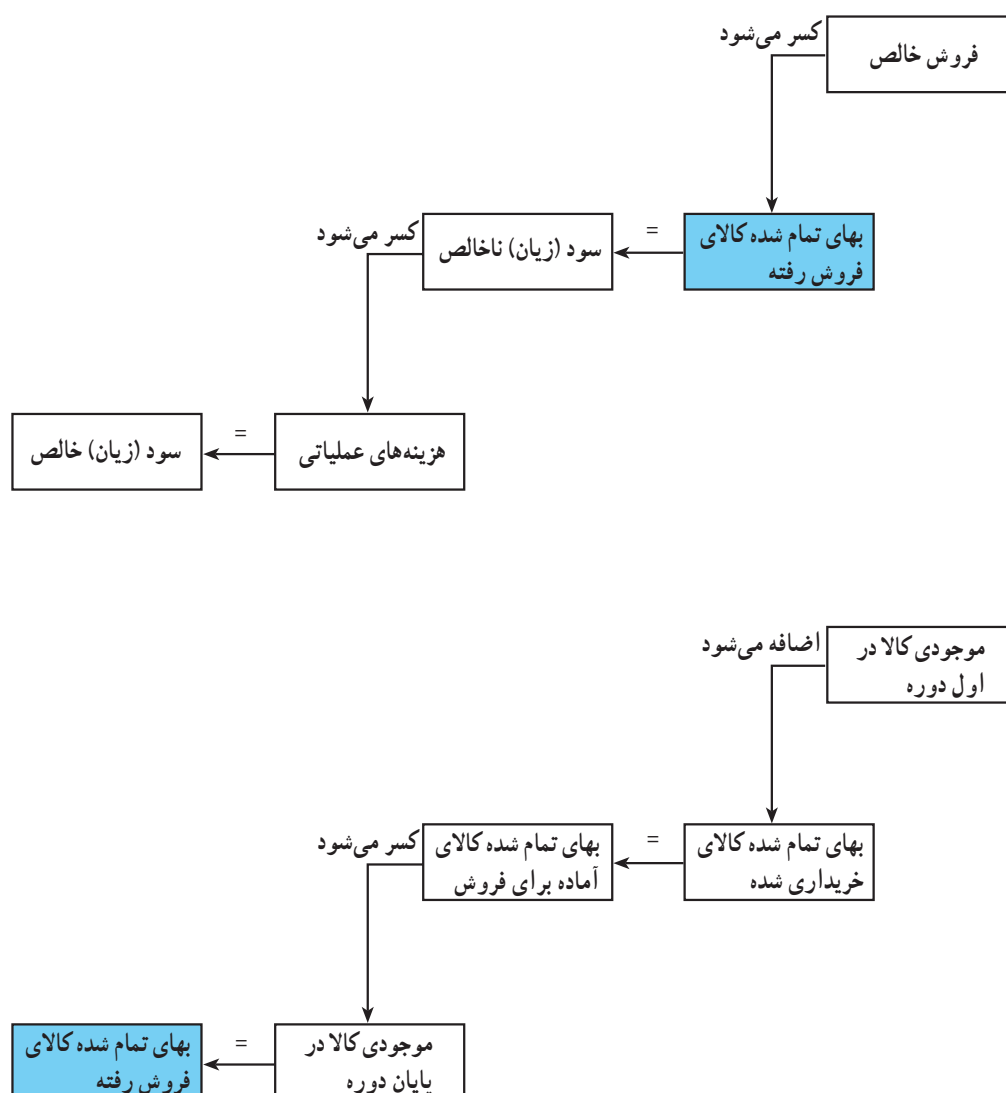 فروش خالص
کسر می‌شود
بهای تمام شده کالای
فروش رفته
=
سود (زیان) ناخالص
کسر می‌شود
هزینه‌های عملیاتی
=
سود (زیان) خالص
موجودی کالا در
اول دوره
اضافه می‌شود
بهای تمام شده کالای
خریداری شده
=
بهای تمام شده کالای
آماده برای فروش
کسر می‌شود
موجودی کالا در
پایان دوره
=
بهای تمام شده کالای
فروش رفته